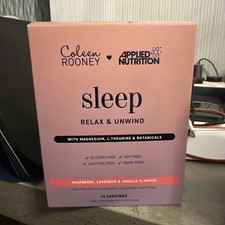 Coleen
ROONEY
APPLIED
NUTRITION
sleep
RELAX & UNWIND
WITH MAGNESIUM, L-THEANINE & BOTANICALS
GLUTEN FREE SOY FREE
LACTOSE FREE DAIRY FREE
RASPBERRY, LAVENDER & VANILLA FLAVOUR
14 SERVINGS